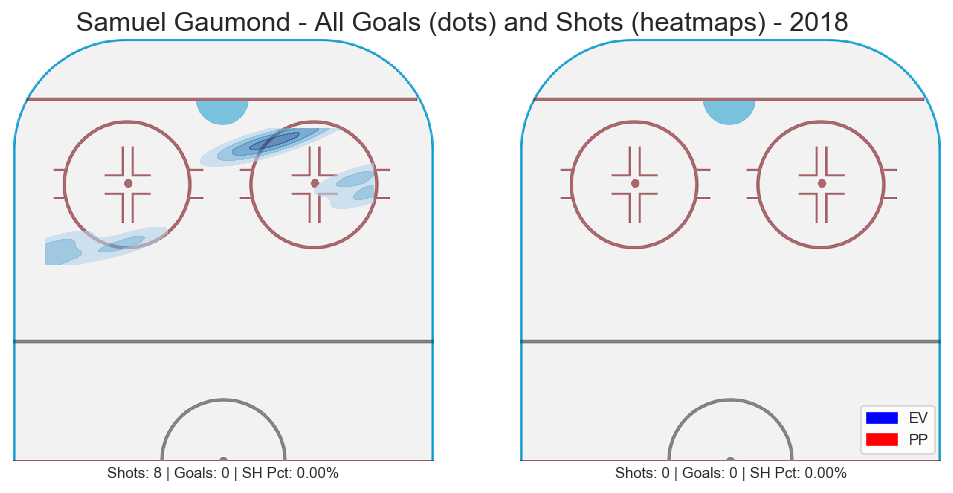 Samuel Gaumond - All Goals (dots) and Shots (heatmaps) - 2018
EV
PP
Shots: 8 | Goals: 0 | SH Pct: 0.00%
Shots: 0 | Goals: 0 | SH Pct: 0.00%